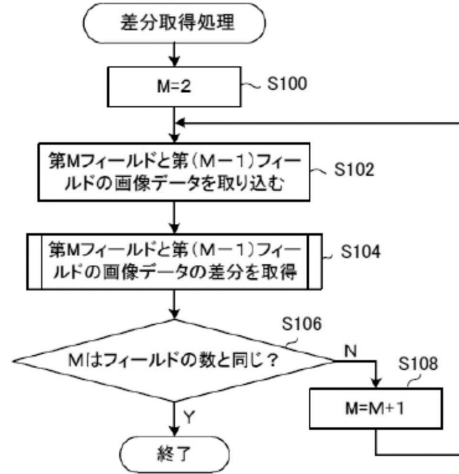 差分取得処理
M=2
S100
第Mフィールドと第(M-1)フィー
ルドの画像データを取り込む
S102
第Mフィールドと第(M-1)フィー
ルドの画像データの差分を取得
S104
S106
Mはフィールドの数と同じ?
N
S108
M=M+1
Y
終了